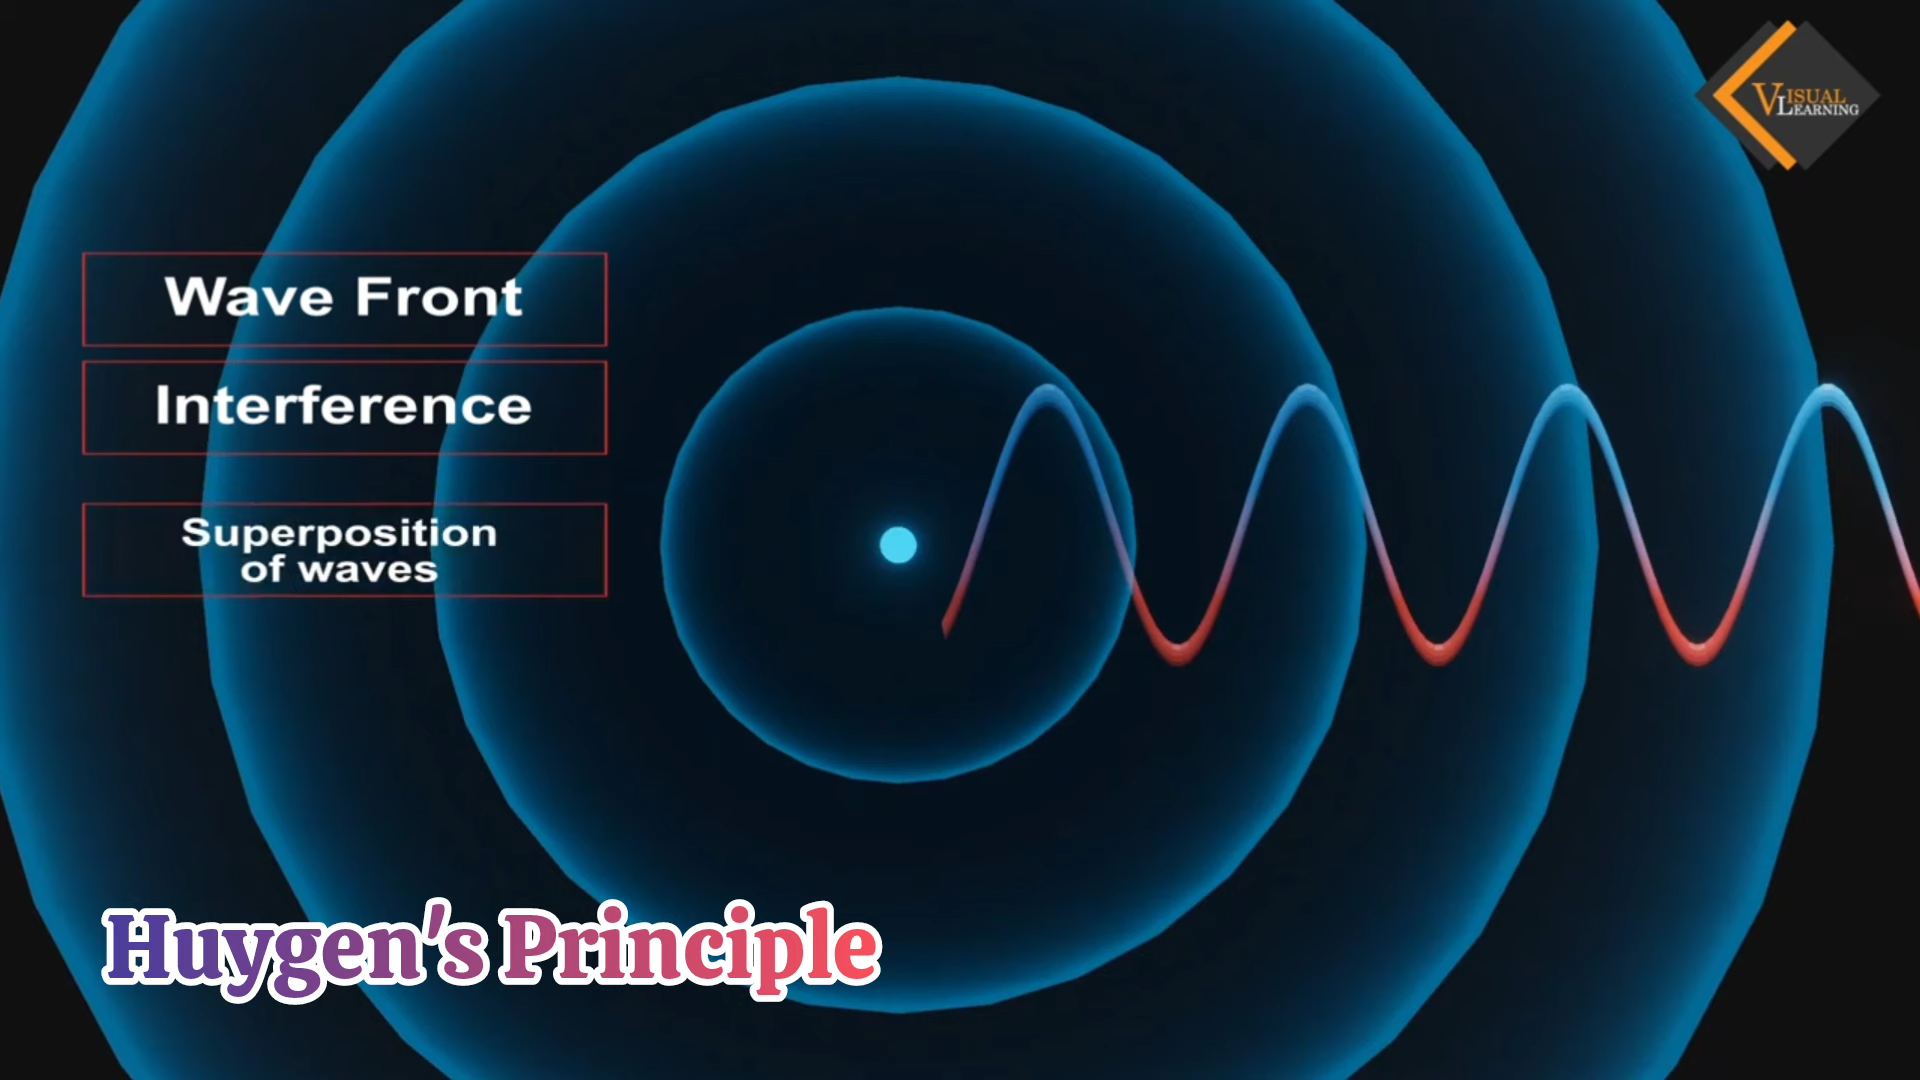 VISUAL
LEARNING
Wave Front
Interference
Superposition
of waves
Huygen's Principle